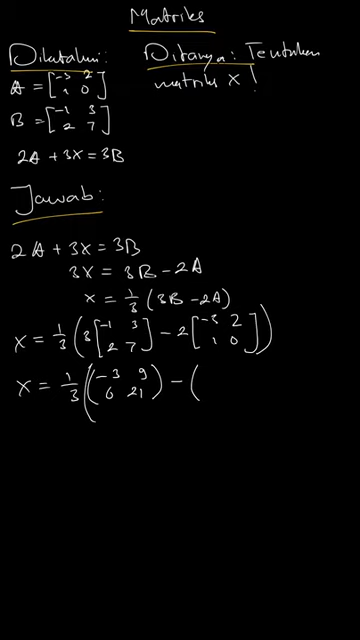 Matriks
Diketahui:
A = [-3 2
1 0]
B = [-1 3
2 7]
2A + 3X = 3B
Ditanya: Tentukan
matriks X!
Jawab:
2A + 3X = 3B
3X = 3B - 2A
X = 1/3 (3B - 2A)
X = 1/3 (3 [-1 3
2 7] - 2 [-3 2
1 0])
X = 1/3 ((-3 9
6 21) - (